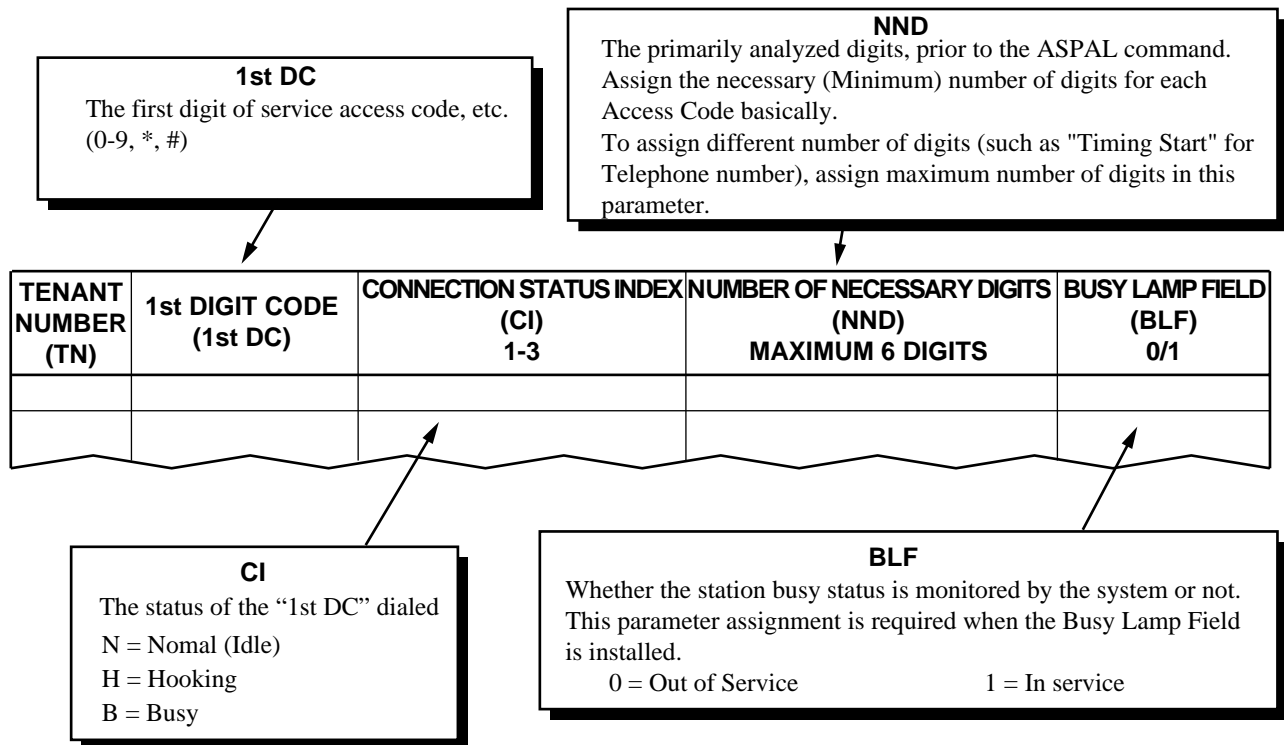 1st DC
The first digit of service access code, etc.
(0-9, *, #)
NND
The primarily analyzed digits, prior to the ASPAL command.
Assign the necessary (Minimum) number of digits for each
Access Code basically.
To assign different number of digits (such as "Timing Start" for
Telephone number), assign maximum number of digits in this
parameter.
TENANT
NUMBER
(TN)
1st DIGIT CODE
(1st DC)
CONNECTION STATUS INDEX
(CI)
1-3
NUMBER OF NECESSARY DIGITS
(NND)
MAXIMUM 6 DIGITS
BUSY LAMP FIELD
(BLF)
0/1
CI
The status of the “1st DC” dialed
N = Nomal (Idle)
H = Hooking
B = Busy
BLF
Whether the station busy status is monitored by the system or not.
This parameter assignment is required when the Busy Lamp Field
is installed.
0 = Out of Service 1 = In service